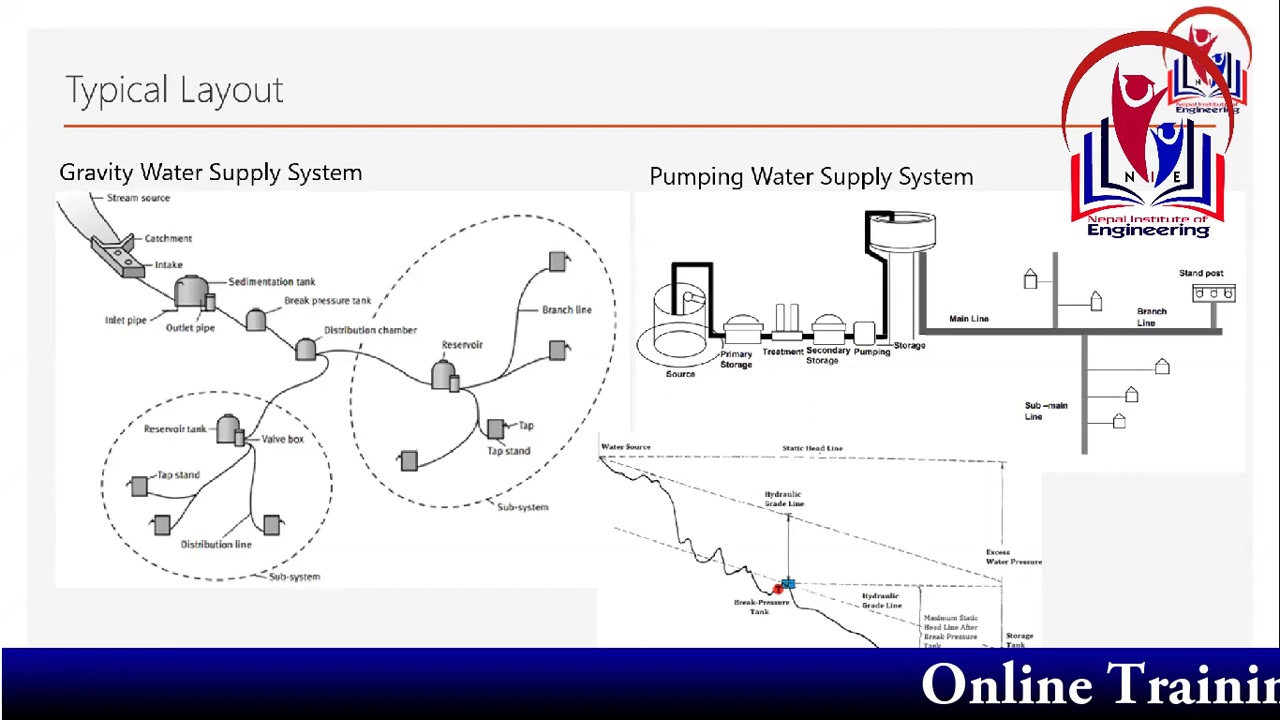 Typical Layout
Gravity Water Supply System
Stream source
Catchment
Intake
Sedimentation tank
Break pressure tank
Inlet pipe
Outlet pipe
Distribution chamber
Reservoir
Branch line
Tap
Tap stand
Sub-system
Reservoir tank
Valve box
Tap stand
Distribution line
Sub-system
Pumping Water Supply System
Source
Primary
Storage
Treatment
Secondary
Storage
Pumping
Storage
Main Line
Branch
Line
Stand post
Sub –main
Line
Water Source
Static Head Line
Hydraulic
Grade Line
Excess
Water Pressure
Break-Pressure
Tank
Hydraulic
Grade Line
Maximum Static
Head Line After
Break Pressure
Tank
Storage
Tank
N I E
Nepal Institute of
Engineering
N I E
Nepal Institute of
Engineering
Online Trainin